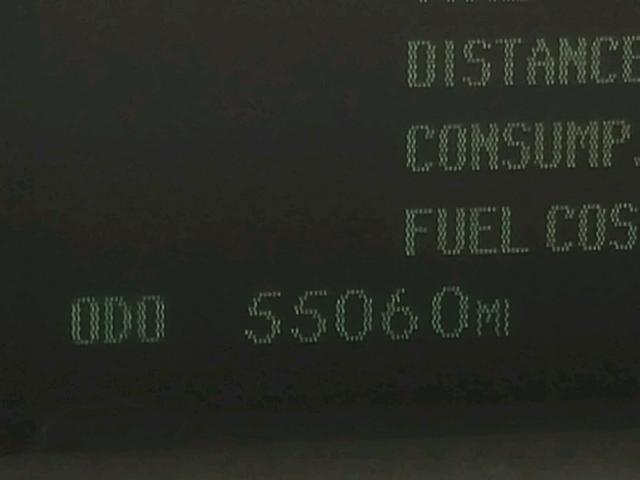 DISTANCE
CONSUMP.
FUEL COS
ODO 55060MI